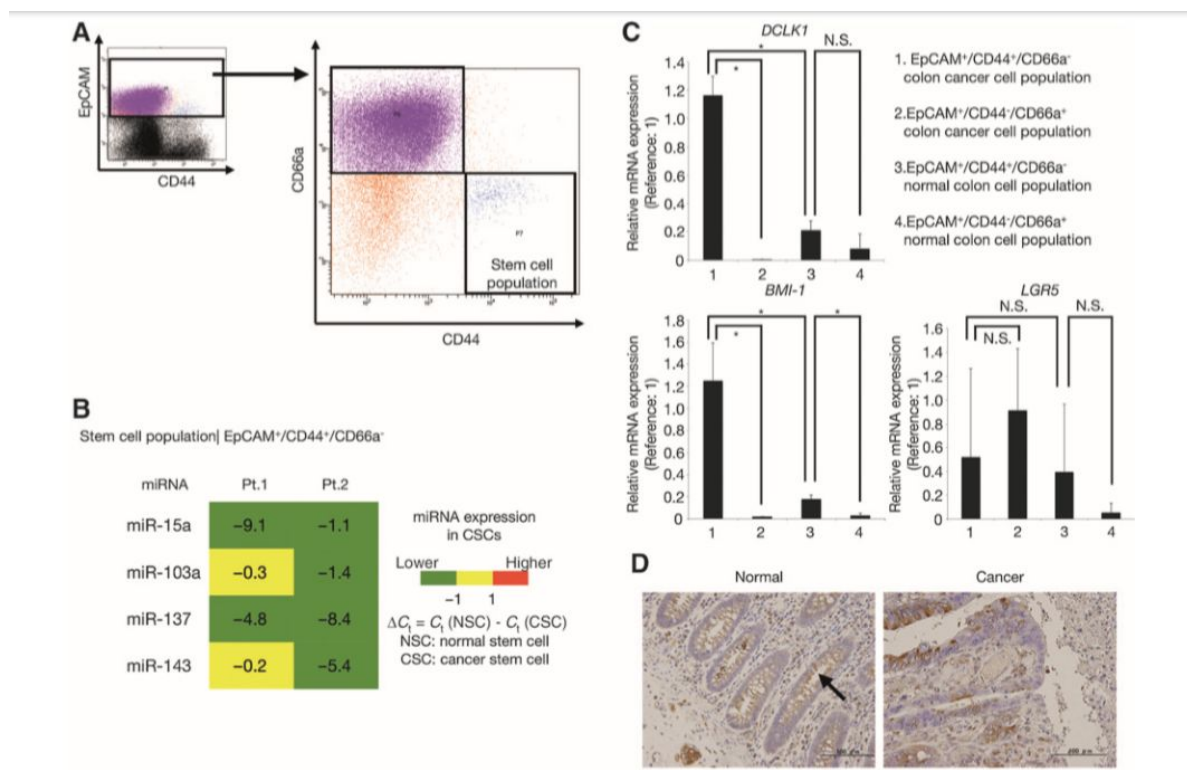 A
EpCAM
CD44
CD66a
Stem cell
population
CD44
B
Stem cell population| EpCAM⁺/CD44⁺/CD66a⁻
miRNA Pt.1 Pt.2
miR-15a −9.1 −1.1
miR-103a −0.3 −1.4
miR-137 −4.8 −8.4
miR-143 −0.2 −5.4
miRNA expression
in CSCs
Lower Higher
−1 1
ΔCₜ = Cₜ (NSC) - Cₜ (CSC)
NSC: normal stem cell
CSC: cancer stem cell
C
DCLK1
* N.S.
*
Relative mRNA expression
(Reference: 1)
1.4
1.2
1.0
0.8
0.6
0.4
0.2
0
1 2 3 4
1. EpCAM⁺/CD44⁺/CD66a⁻
colon cancer cell population
2.EpCAM⁺/CD44⁻/CD66a⁺
colon cancer cell population
3.EpCAM⁺/CD44⁺/CD66a⁻
normal colon cell population
4.EpCAM⁺/CD44⁻/CD66a⁺
normal colon cell population
BMI-1
* *
*
Relative mRNA expression
(Reference: 1)
1.8
1.6
1.4
1.2
1.0
0.8
0.6
0.4
0.2
0
1 2 3 4
LGR5
N.S. N.S.
N.S.
Relative mRNA expression
(Reference: 1)
1.6
1.4
1.2
1.0
0.8
0.6
0.4
0.2
0
1 2 3 4
D
Normal Cancer